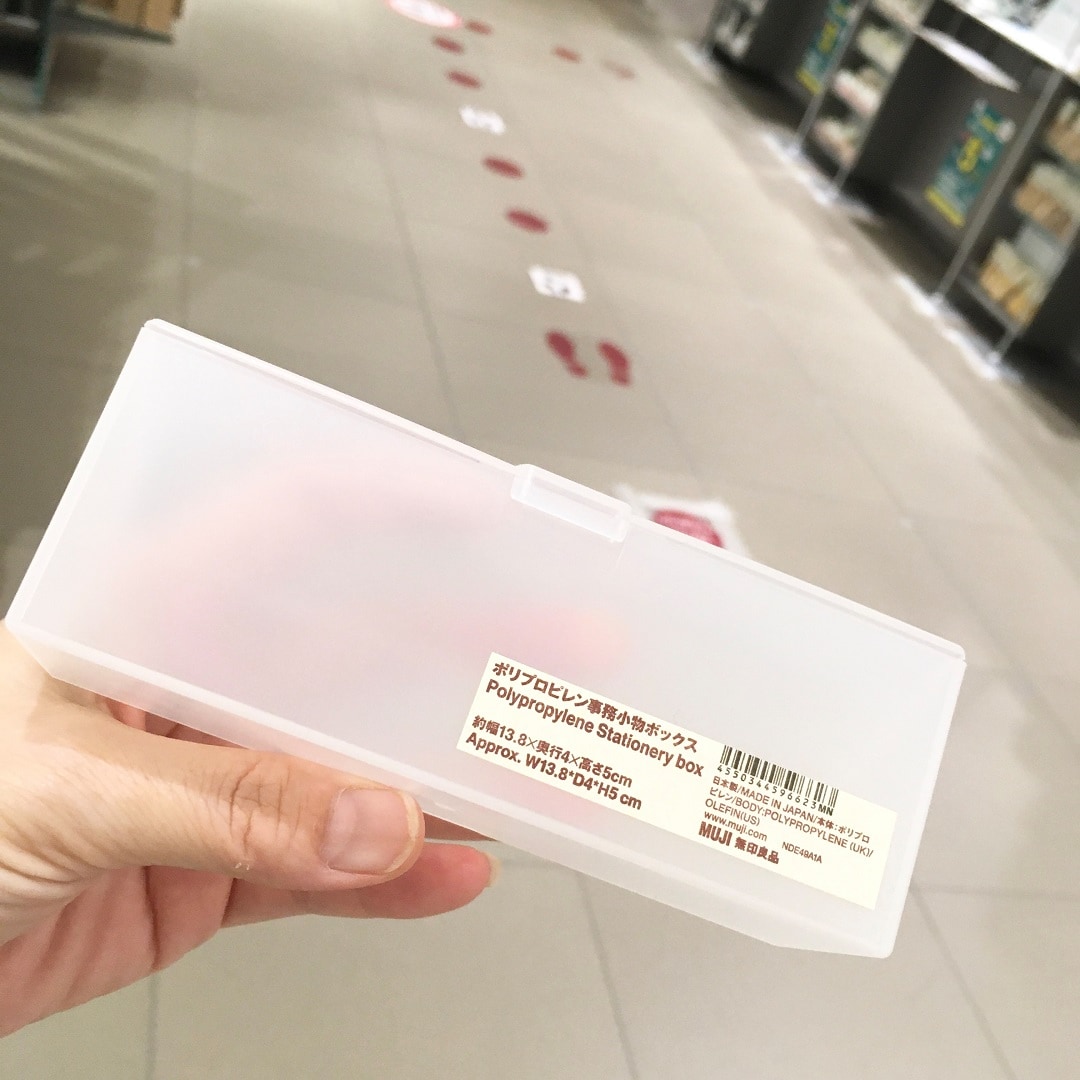 ポリプロピレン事務小物ボックス
Polypropylene Stationery box
約幅13.8×奥行4×高さ5cm
Approx. W13.8*D4*H5 cm
4550344596623MN
日本製/MADE IN JAPAN/本体:ポリプロ
ピレン/BODY:POLYPROPYLENE (UK)/
OLEFIN(US)
www.muji.com NDE49A1A
MUJI 無印良品